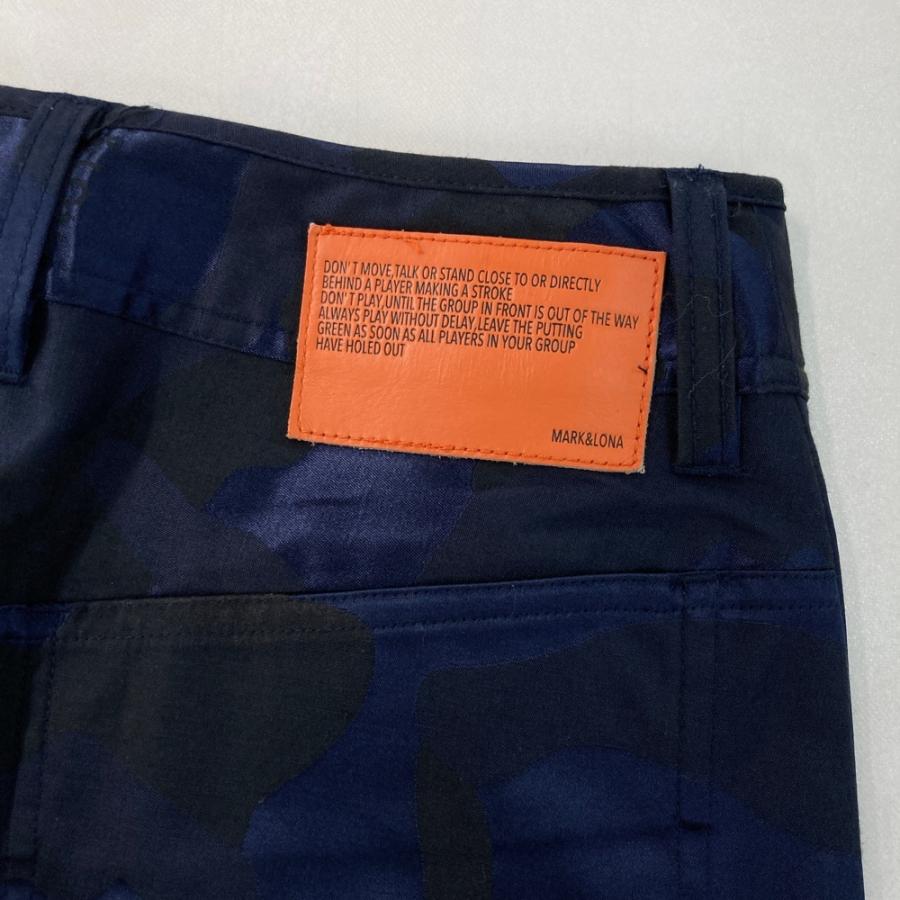 DON'T MOVE,TALK OR STAND CLOSE TO OR DIRECTLY
BEHIND A PLAYER MAKING A STROKE
DON'T PLAY,UNTIL THE GROUP IN FRONT IS OUT OF THE WAY
ALWAYS PLAY WITHOUT DELAY,LEAVE THE PUTTING
GREEN AS SOON AS ALL PLAYERS IN YOUR GROUP
HAVE HOLED OUT
MARK&LONA